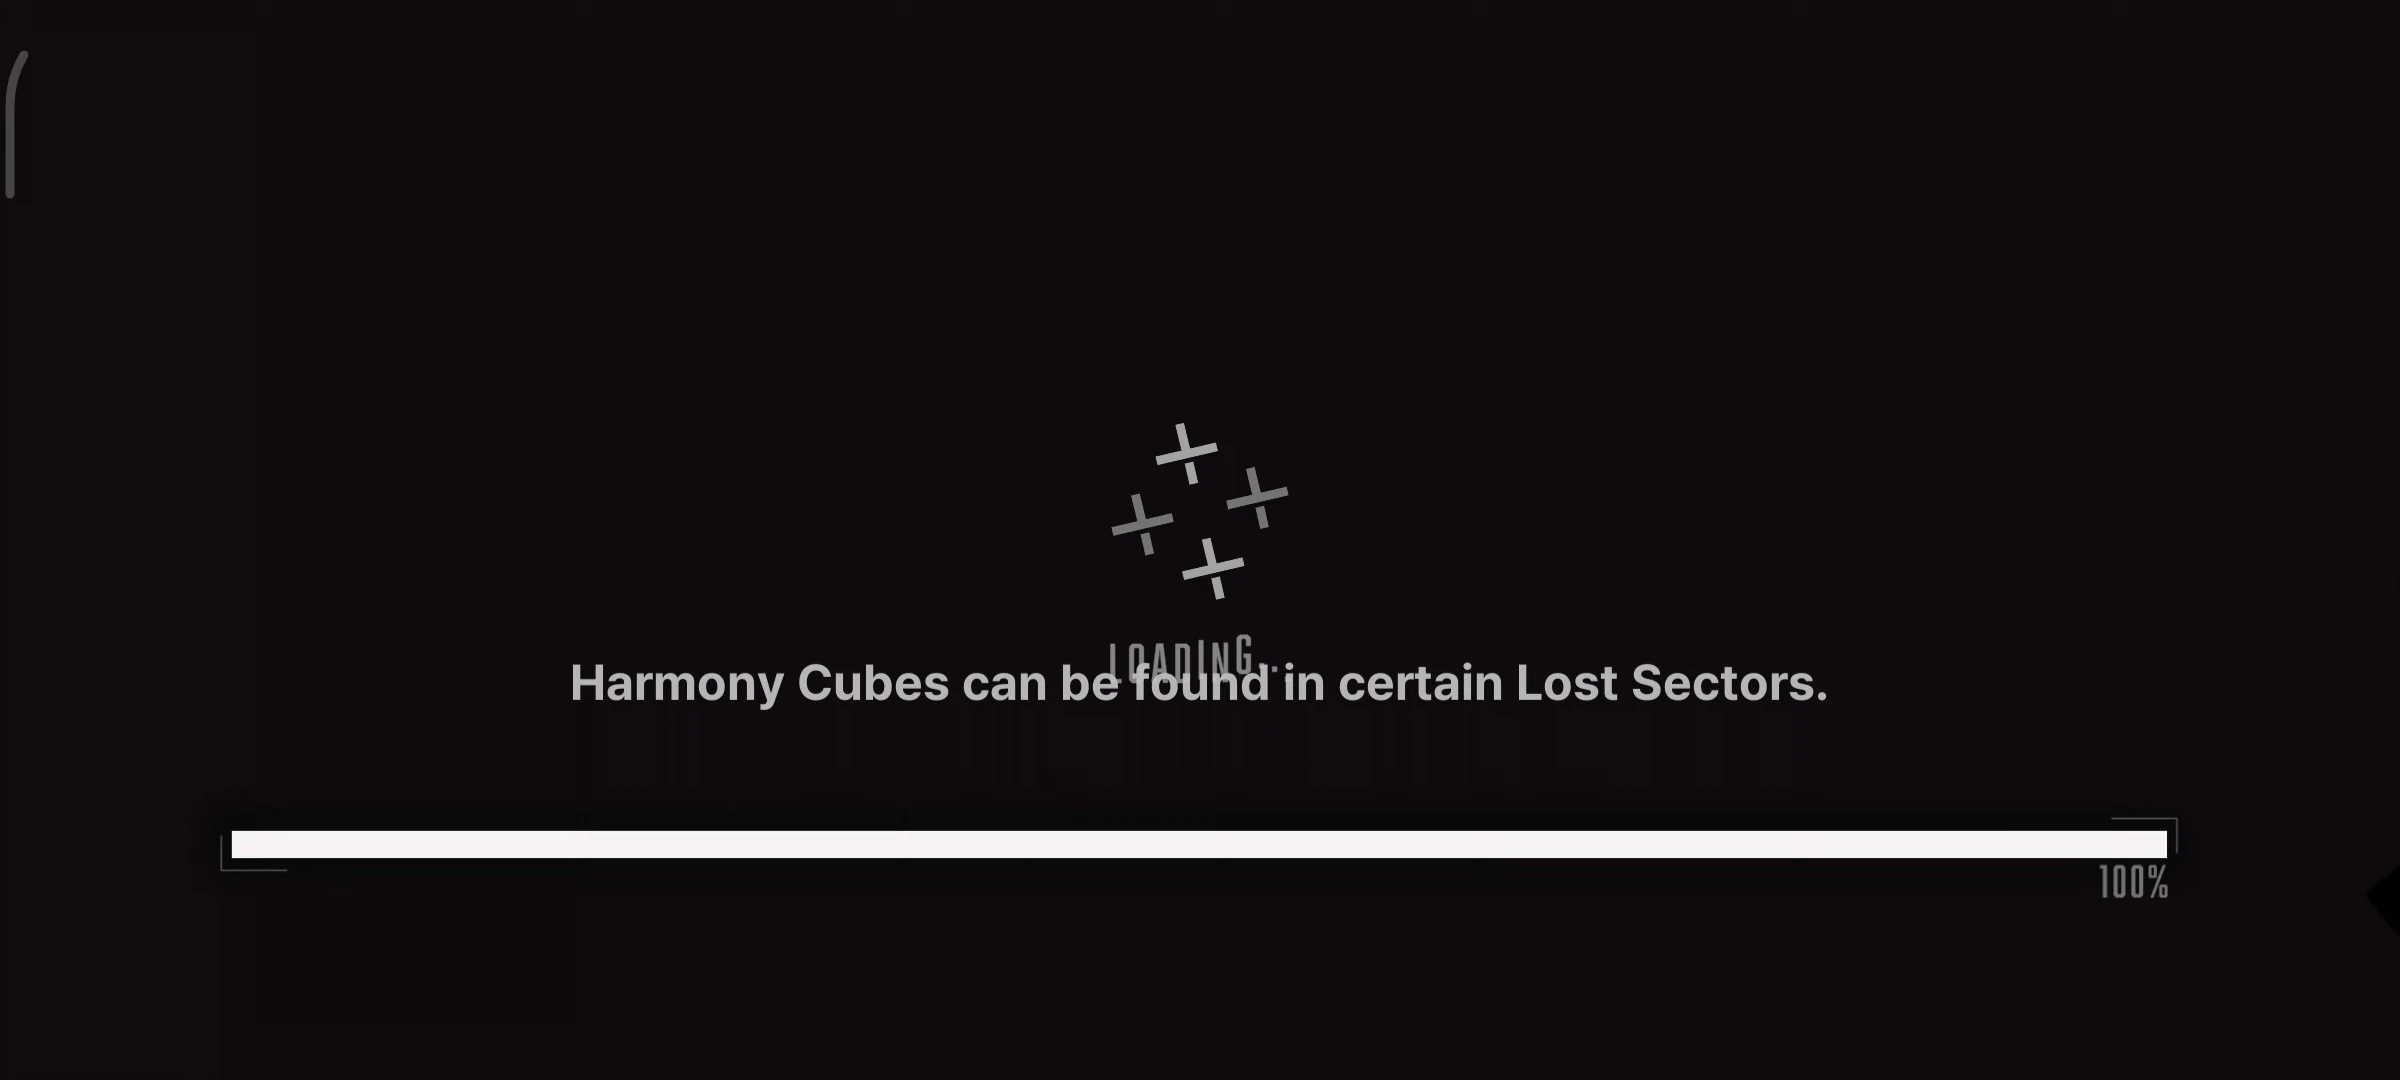 LOADING...
Harmony Cubes can be found in certain Lost Sectors.
100%